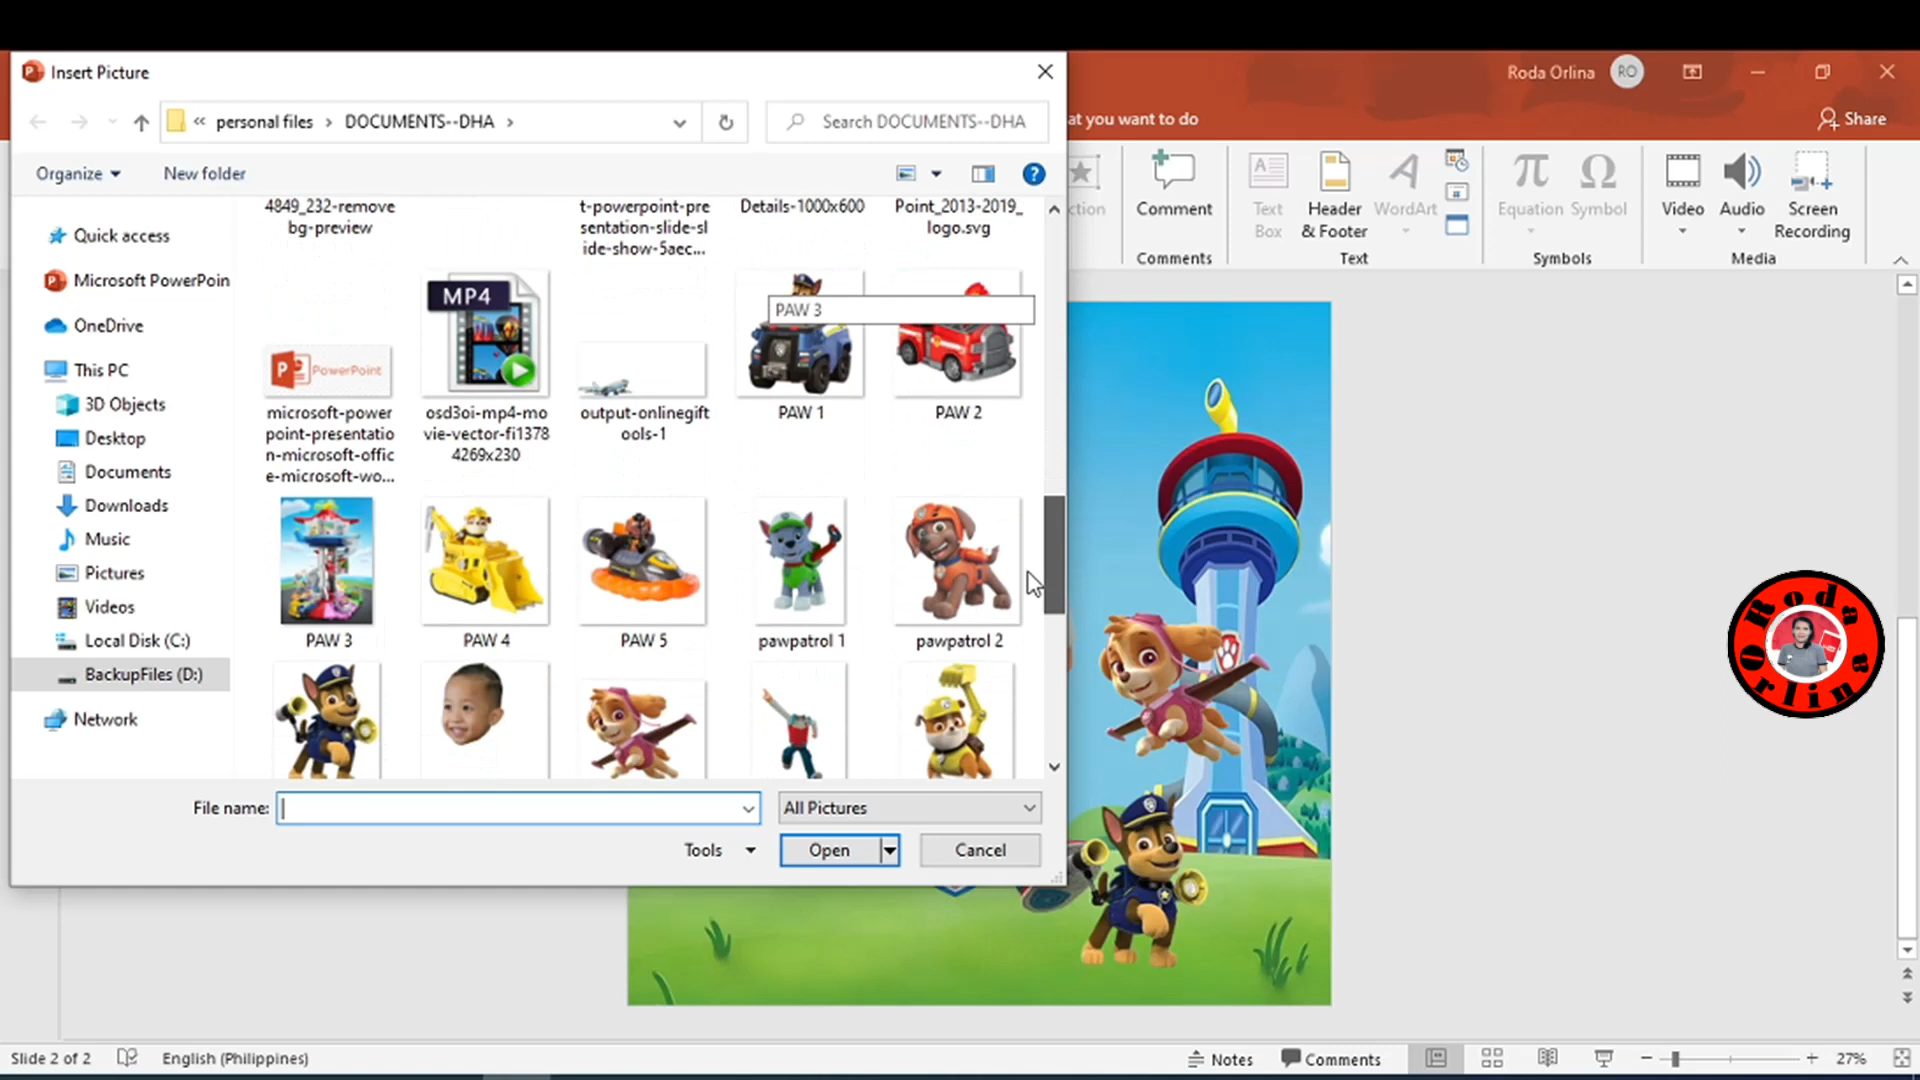 Insert Picture
Roda Orlina RO
personal files > DOCUMENTS--DHA >
Search DOCUMENTS--DHA
at you want to do
Share
Organize
New folder
ction
Comment
Text
Box
Header
& Footer
WordArt
Equation
Symbol
Video
Audio
Screen
Recording
Comments
Text
Symbols
Media
Quick access
Microsoft PowerPoin
OneDrive
This PC
3D Objects
Desktop
Documents
Downloads
Music
Pictures
Videos
Local Disk (C:)
BackupFiles (D:)
Network
4849_232-remove
bg-preview
t-powerpoint-pre
sentation-slide-sl
ide-show-5aec...
Details-1000x600
Point_2013-2019_
logo.svg
MP4
PAW 3
PowerPoint
microsoft-power
point-presentatio
n-microsoft-offic
e-microsoft-wo...
osd3oi-mp4-mo
vie-vector-fi1378
4269x230
output-onlinegift
ools-1
PAW 1
PAW 2
PAW 3
PAW 4
PAW 5
pawpatrol 1
pawpatrol 2
File name:
All Pictures
Tools
Open
Cancel
Roda
Orlina
Slide 2 of 2
English (Philippines)
Notes
Comments
27%